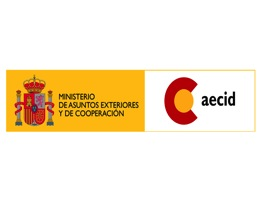 MINISTERIO
DE ASUNTOS EXTERIORES
Y DE COOPERACIÓN
aecid